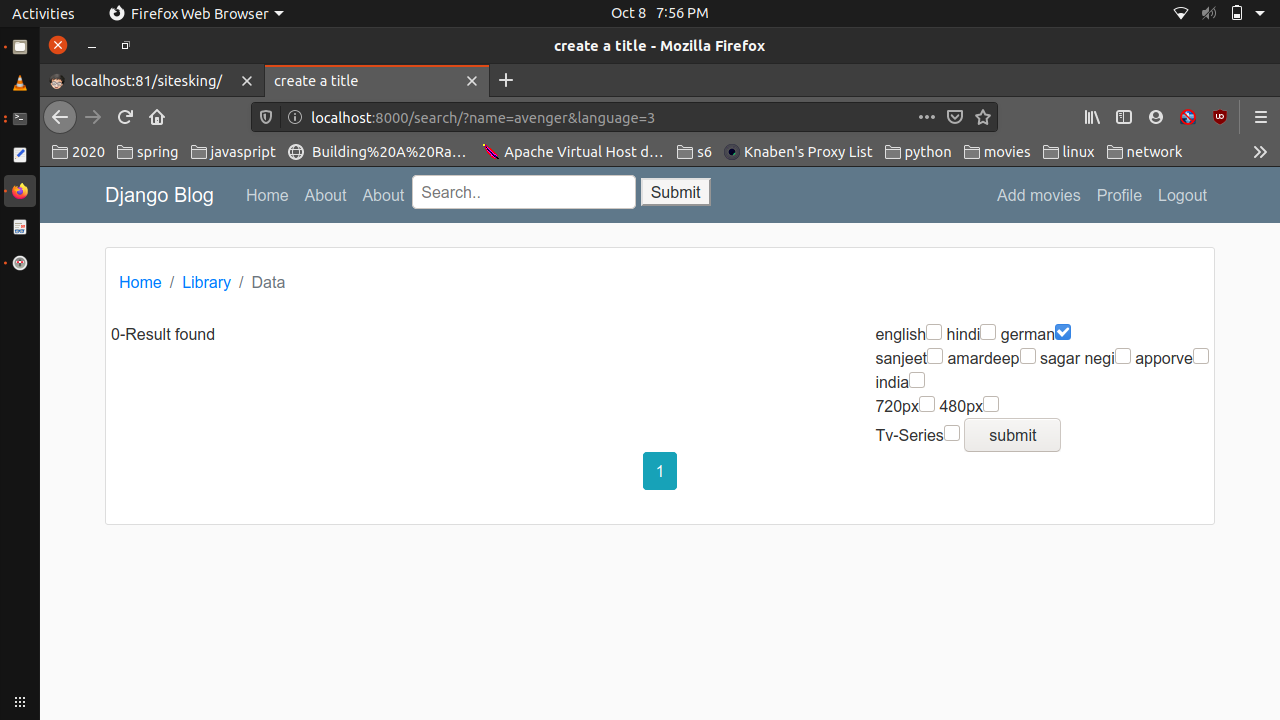 Activities Firefox Web Browser Oct 8 7:56 PM
create a title - Mozilla Firefox
localhost:81/sitesking/ create a title
localhost:8000/search/?name=avenger&language=3
2020 spring javascript Building%20A%20Ra… Apache Virtual Host d… s6 Knaben's Proxy List python movies linux network
Django Blog Home About About Search.. Submit Add movies Profile Logout
Home / Library / Data
0-Result found
english hindi german
sanjeet amardeep sagar negi apporve
india
720px 480px
Tv-Series submit
1